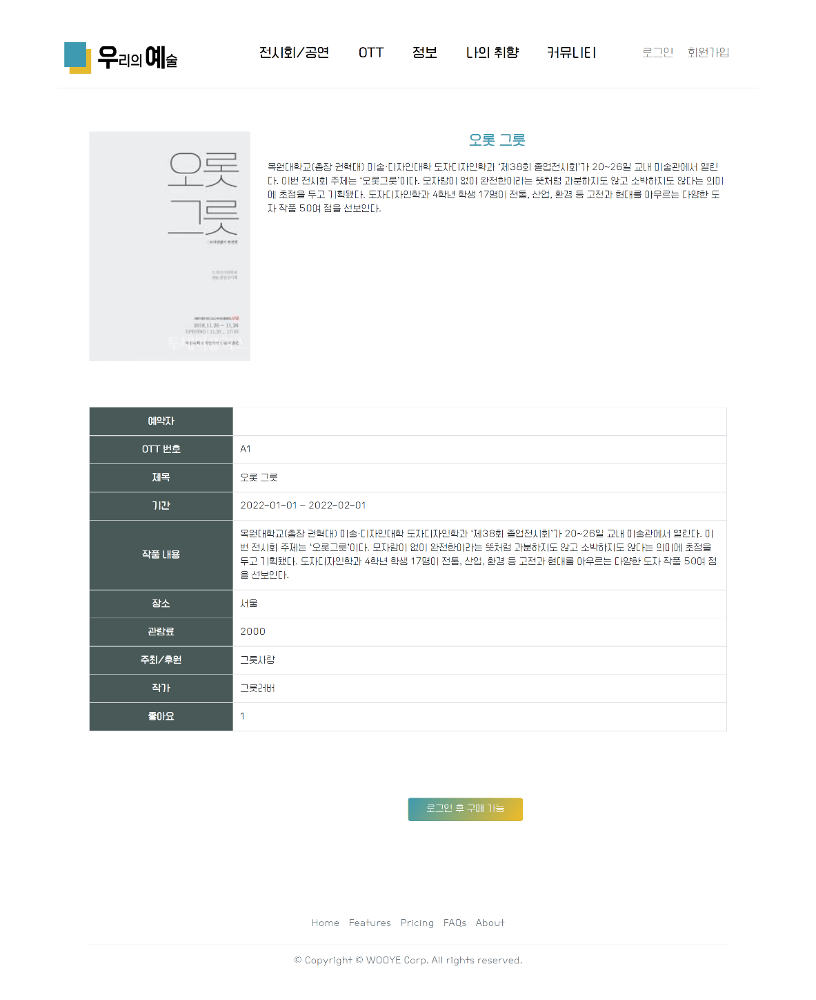 우리의 예술
전시회/공연 OTT 정보 나의 취향 커뮤니티 로그인 회원가입
오롯
그릇
2018.11.20 - 11.26
오롯 그릇
목원대학교(총장 권혁대) 미술·디자인대학 도자디자인학과 ‘제38회 졸업전시회’가 20~26일 교내 미술관에서 열린
다. 이번 전시회 주제는 ‘오롯그릇’이다. 모자람이 없이 완전한이라는 뜻처럼 과분하지도 않고 소박하지도 않다는 의미
에 초점을 두고 기획됐다. 도자디자인학과 4학년 학생 17명이 전통, 산업, 환경 등 고전과 현대를 아우르는 다양한 도
자 작품 50여 점을 선보인다.
예약자
OTT 번호 A1
제목 오롯 그릇
기간 2022-01-01 ~ 2022-02-01
작품 내용
목원대학교(총장 권혁대) 미술·디자인대학 도자디자인학과 ‘제38회 졸업전시회’가 20~26일 교내 미술관에서 열린다. 이
번 전시회 주제는 ‘오롯그릇’이다. 모자람이 없이 완전한이라는 뜻처럼 과분하지도 않고 소박하지도 않다는 의미에 초점을
두고 기획됐다. 도자디자인학과 4학년 학생 17명이 전통, 산업, 환경 등 고전과 현대를 아우르는 다양한 도자 작품 50여 점
을 선보인다.
장소 서울
관람료 2000
주최/후원 그릇사랑
작가 그릇러버
좋아요 1
로그인 후 구매 가능
Home Features Pricing FAQs About
© Copyright © WOOYE Corp. All rights reserved.